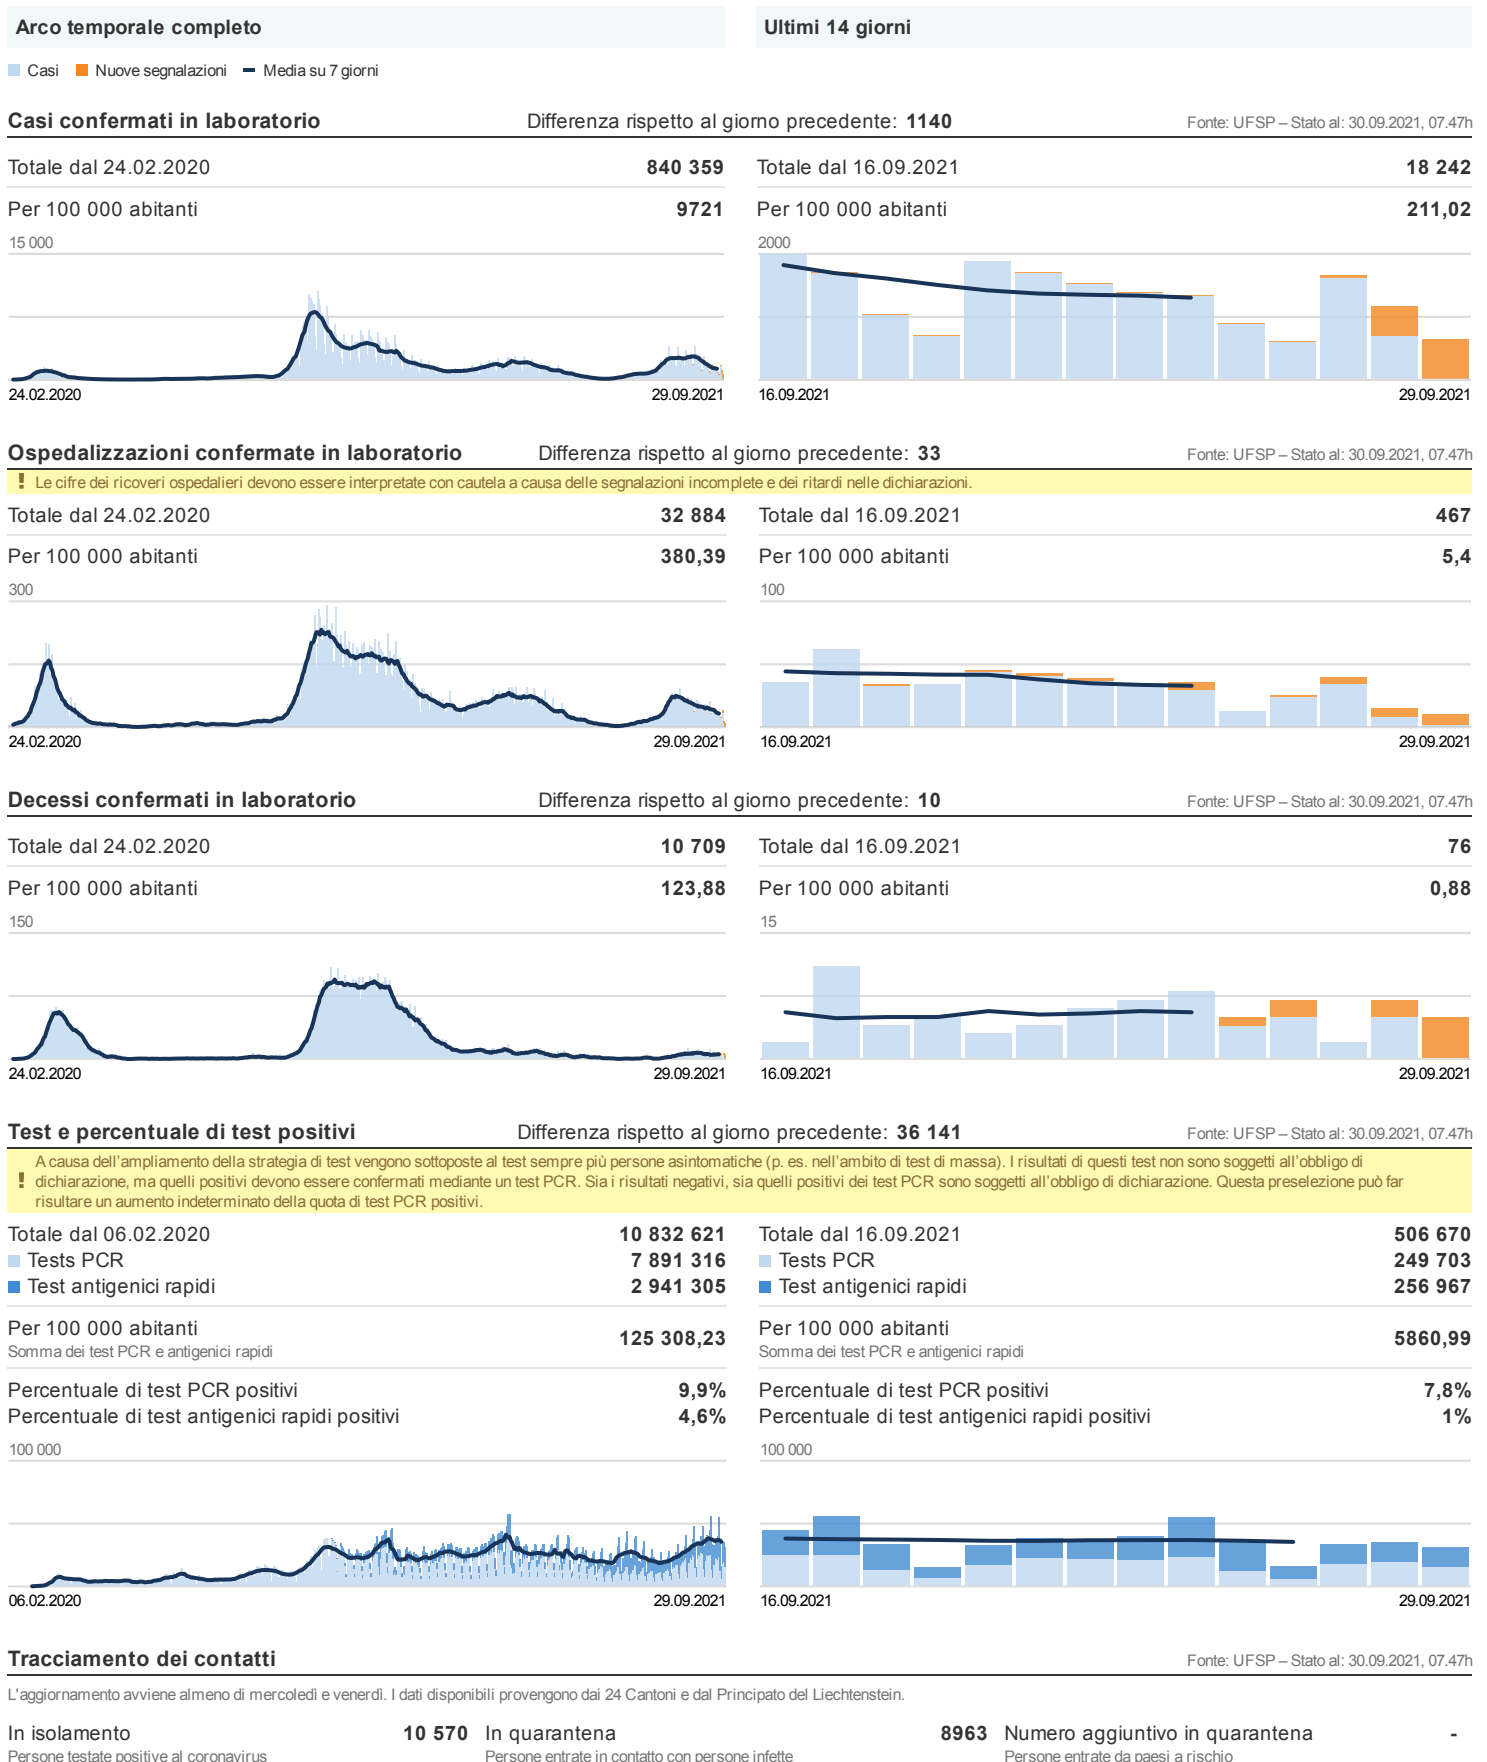 Arco temporale completo
Ultimi 14 giorni
Casi Nuove segnalazioni Media su 7 giorni
Casi confermati in laboratorio Differenza rispetto al giorno precedente: 1140 Fonte: UFSP – Stato al: 30.09.2021, 07.47h
Totale dal 24.02.2020 840 359
Per 100 000 abitanti 9721
15 000
24.02.2020 29.09.2021
Totale dal 16.09.2021 18 242
Per 100 000 abitanti 211,02
2000
16.09.2021 29.09.2021
Ospedalizzazioni confermate in laboratorio Differenza rispetto al giorno precedente: 33 Fonte: UFSP – Stato al: 30.09.2021, 07.47h
! Le cifre dei ricoveri ospedalieri devono essere interpretate con cautela a causa delle segnalazioni incomplete e dei ritardi nelle dichiarazioni.
Totale dal 24.02.2020 32 884
Per 100 000 abitanti 380,39
300
24.02.2020 29.09.2021
Totale dal 16.09.2021 467
Per 100 000 abitanti 5,4
100
16.09.2021 29.09.2021
Decessi confermati in laboratorio Differenza rispetto al giorno precedente: 10 Fonte: UFSP – Stato al: 30.09.2021, 07.47h
Totale dal 24.02.2020 10 709
Per 100 000 abitanti 123,88
150
24.02.2020 29.09.2021
Totale dal 16.09.2021 76
Per 100 000 abitanti 0,88
15
16.09.2021 29.09.2021
Test e percentuale di test positivi Differenza rispetto al giorno precedente: 36 141 Fonte: UFSP – Stato al: 30.09.2021, 07.47h
A causa dell'ampliamento della strategia di test vengono sottoposte al test sempre più persone asintomatiche (p. es. nell'ambito di test di massa). I risultati di questi test non sono soggetti all'obbligo di
! dichiarazione, ma quelli positivi devono essere confermati mediante un test PCR. Sia i risultati negativi, sia quelli positivi dei test PCR sono soggetti all'obbligo di dichiarazione. Questa preselezione può far
risultare un aumento indeterminato della quota di test PCR positivi.
Totale dal 06.02.2020 10 832 621
Tests PCR 7 891 316
Test antigenici rapidi 2 941 305
Per 100 000 abitanti 125 308,23
Somma dei test PCR e antigenici rapidi
Percentuale di test PCR positivi 9,9%
Percentuale di test antigenici rapidi positivi 4,6%
100 000
06.02.2020 29.09.2021
Totale dal 16.09.2021 506 670
Tests PCR 249 703
Test antigenici rapidi 256 967
Per 100 000 abitanti 5860,99
Somma dei test PCR e antigenici rapidi
Percentuale di test PCR positivi 7,8%
Percentuale di test antigenici rapidi positivi 1%
100 000
16.09.2021 29.09.2021
Tracciamento dei contatti Fonte: UFSP – Stato al: 30.09.2021, 07.47h
L'aggiornamento avviene almeno di mercoledì e venerdì. I dati disponibili provengono dai 24 Cantoni e dal Principato del Liechtenstein.
In isolamento 10 570
Persone testate positive al coronavirus
In quarantena 8963
Persone entrate in contatto con persone infette
Numero aggiuntivo in quarantena -
Persone entrate da paesi a rischio